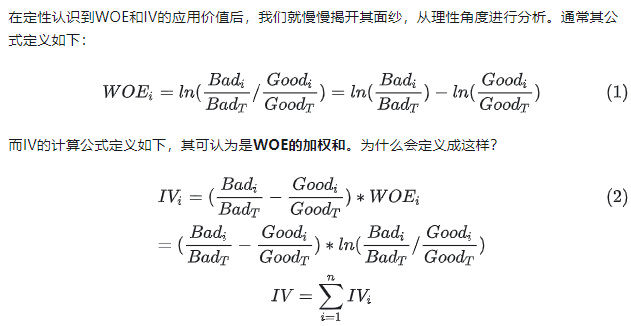 在定性认识到WOE和IV的应用价值后，我们就慢慢揭开其面纱，从理性角度进行分析。通常其公
式定义如下：
WOE_i = ln(\frac{Bad_i}{Bad_T} / \frac{Good_i}{Good_T}) = ln(\frac{Bad_i}{Bad_T}) - ln(\frac{Good_i}{Good_T}) (1)
而IV的计算公式定义如下，其可认为是WOE的加权和。为什么会定义成这样？
IV_i = (\frac{Bad_i}{Bad_T} - \frac{Good_i}{Good_T}) * WOE_i (2)
= (\frac{Bad_i}{Bad_T} - \frac{Good_i}{Good_T}) * ln(\frac{Bad_i}{Bad_T} / \frac{Good_i}{Good_T})
IV = \sum_{i=1}^{n} IV_i